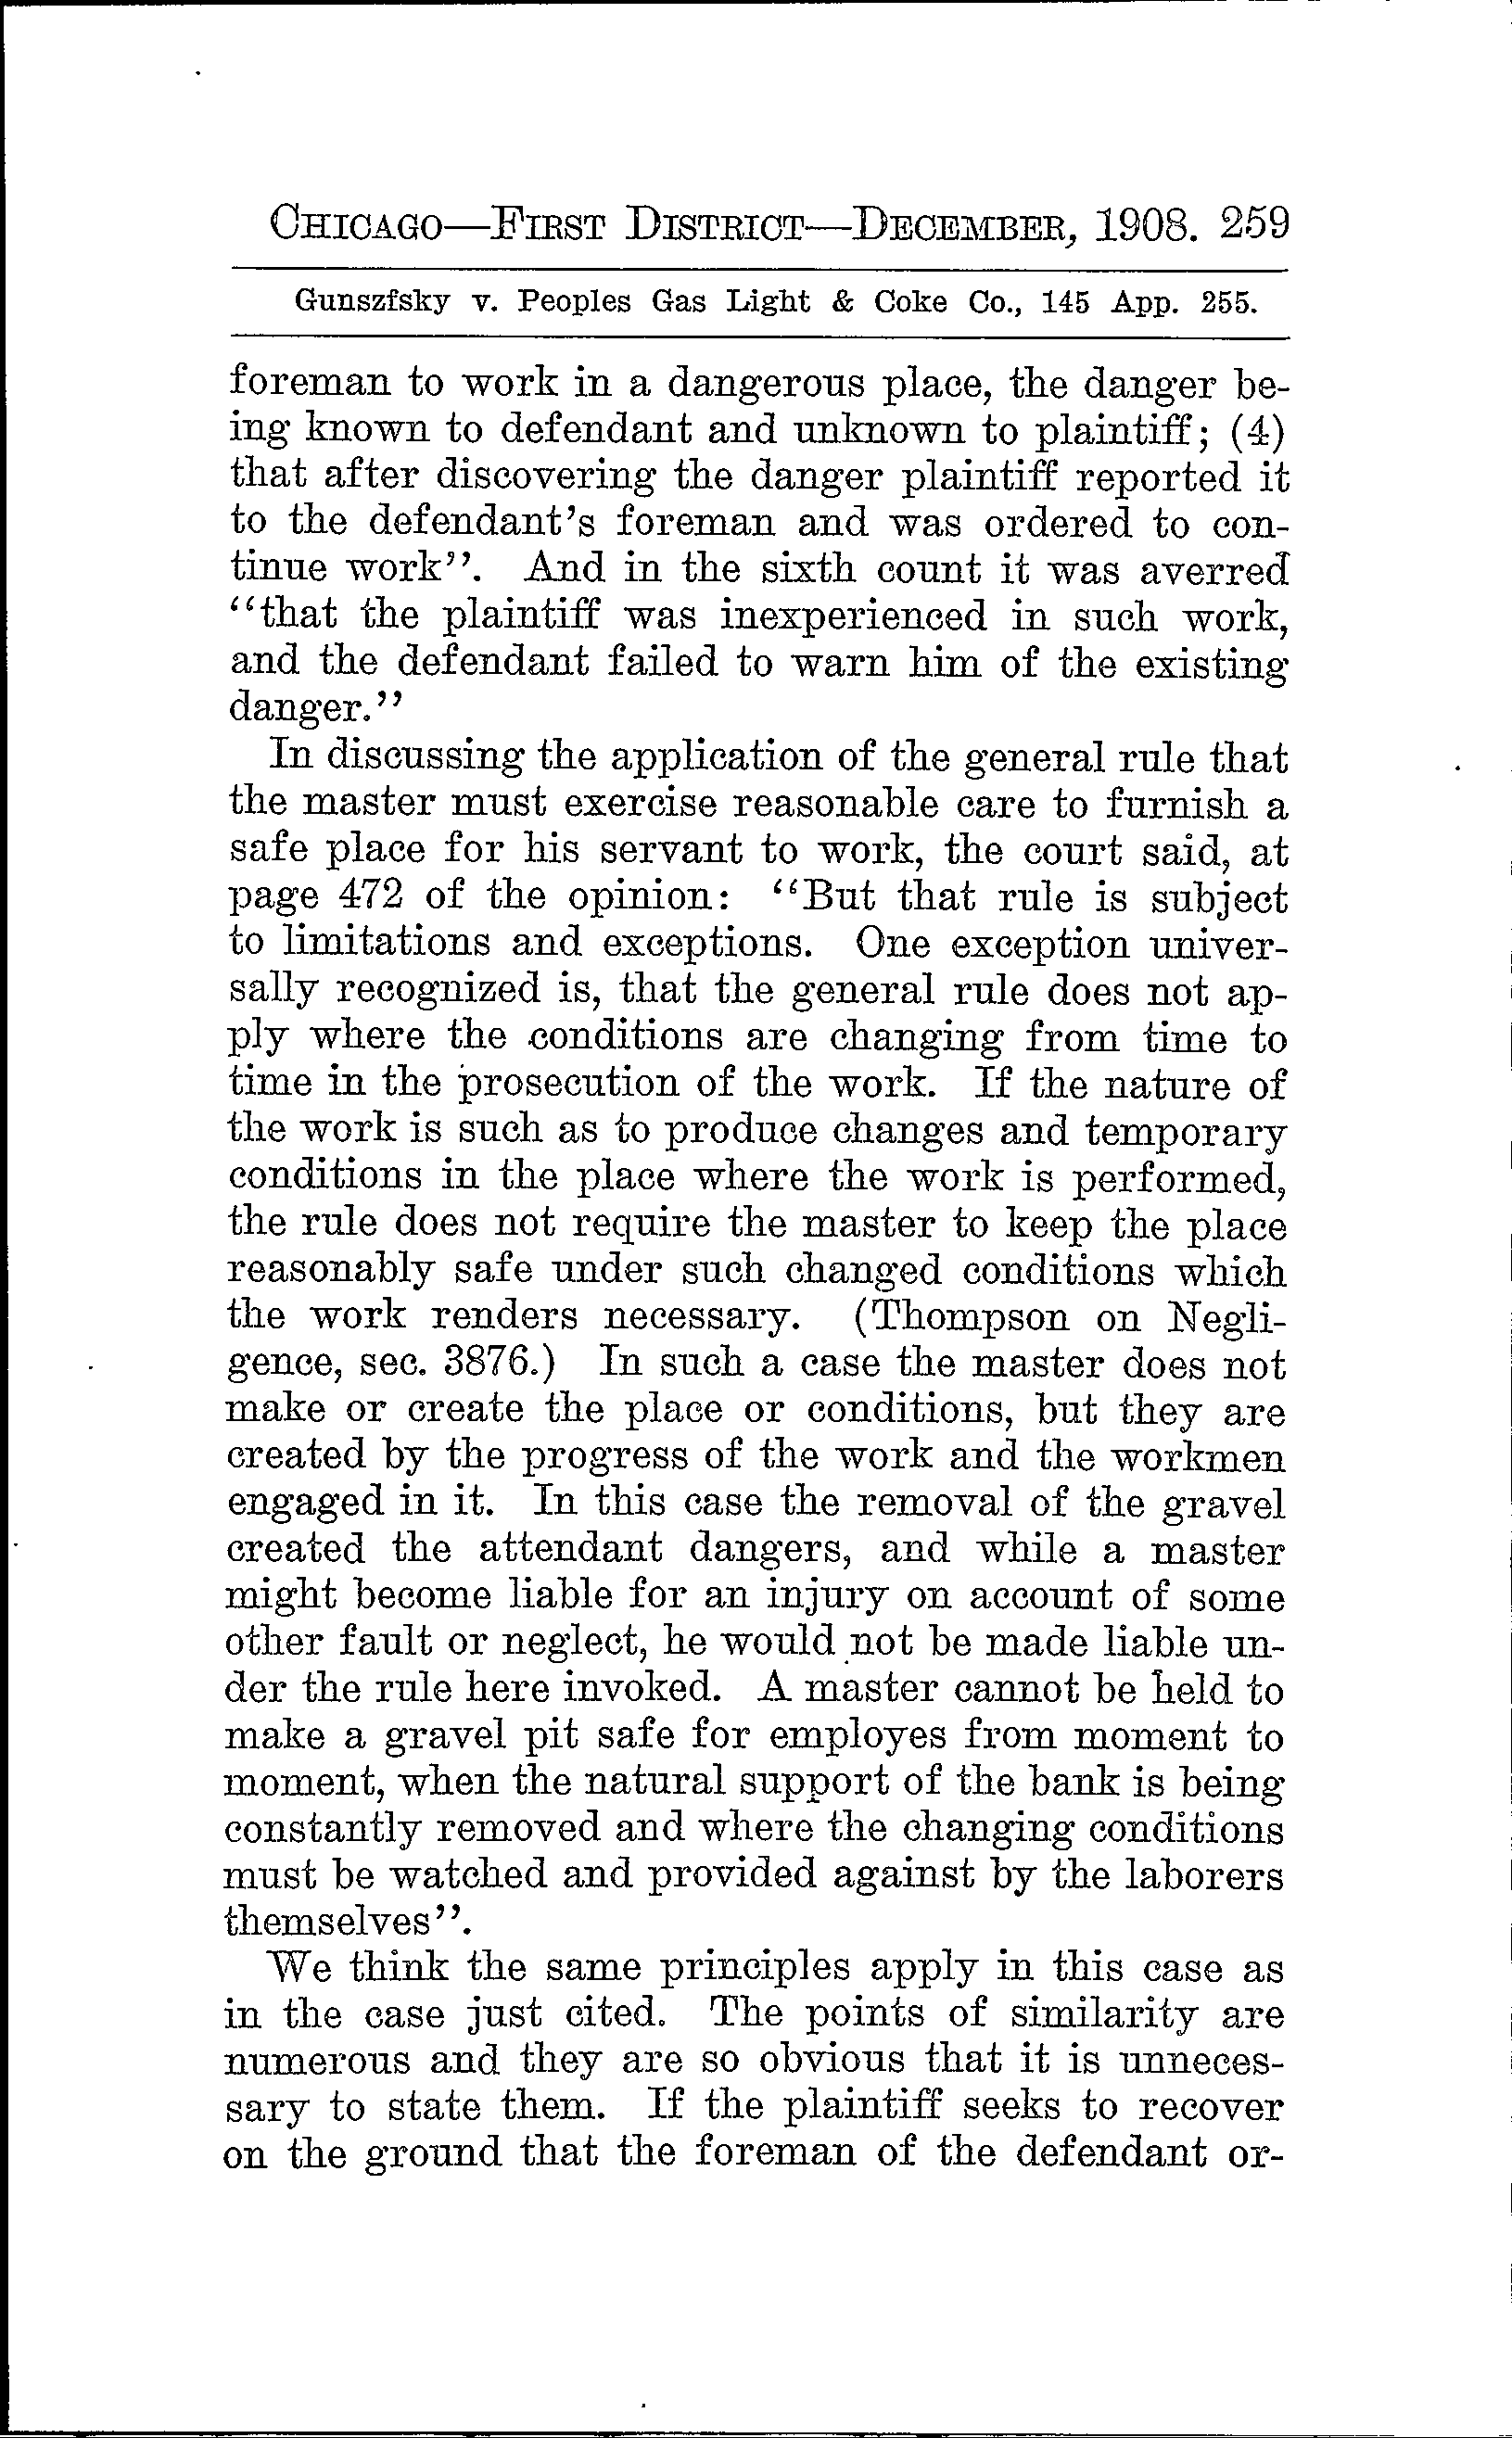 CHICAGO—FIRST DISTRICT—DECEMBER, 1908. 259
Gunszfsky v. Peoples Gas Light & Coke Co., 145 App. 255.
foreman to work in a dangerous place, the danger be-
ing known to defendant and unknown to plaintiff; (4)
that after discovering the danger plaintiff reported it
to the defendant's foreman and was ordered to con-
tinue work''. And in the sixth count it was averred
‘‘that the plaintiff was inexperienced in such work,
and the defendant failed to warn him of the existing
danger.’’
In discussing the application of the general rule that
the master must exercise reasonable care to furnish a
safe place for his servant to work, the court said, at
page 472 of the opinion: ‘‘But that rule is subject
to limitations and exceptions. One exception univer-
sally recognized is, that the general rule does not ap-
ply where the conditions are changing from time to
time in the prosecution of the work. If the nature of
the work is such as to produce changes and temporary
conditions in the place where the work is performed,
the rule does not require the master to keep the place
reasonably safe under such changed conditions which
the work renders necessary. (Thompson on Negli-
gence, sec. 3876.) In such a case the master does not
make or create the place or conditions, but they are
created by the progress of the work and the workmen
engaged in it. In this case the removal of the gravel
created the attendant dangers, and while a master
might become liable for an injury on account of some
other fault or neglect, he would not be made liable un-
der the rule here invoked. A master cannot be held to
make a gravel pit safe for employes from moment to
moment, when the natural support of the bank is being
constantly removed and where the changing conditions
must be watched and provided against by the laborers
themselves’’.
We think the same principles apply in this case as
in the case just cited. The points of similarity are
numerous and they are so obvious that it is unneces-
sary to state them. If the plaintiff seeks to recover
on the ground that the foreman of the defendant or-